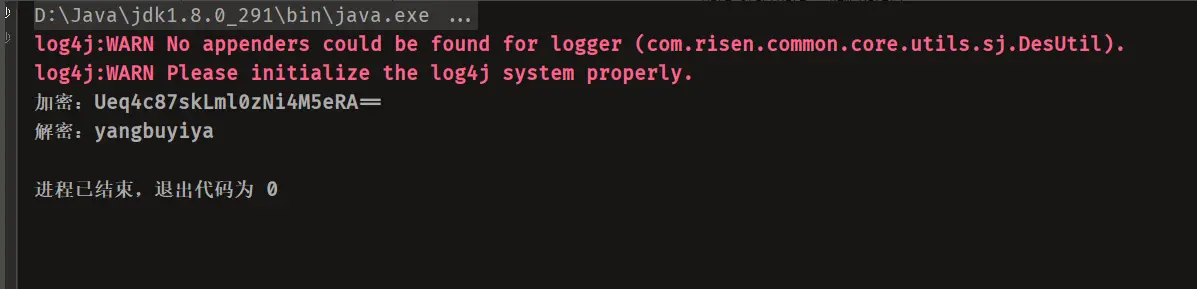 D:\Java\jdk1.8.0_291\bin\java.exe ...
log4j:WARN No appenders could be found for logger (com.risen.common.core.utils.sj.DesUtil).
log4j:WARN Please initialize the log4j system properly.
加密：Ueq4c87skLml0zNi4M5eRA==
解密：yangbuyiya
进程已结束，退出代码为 0